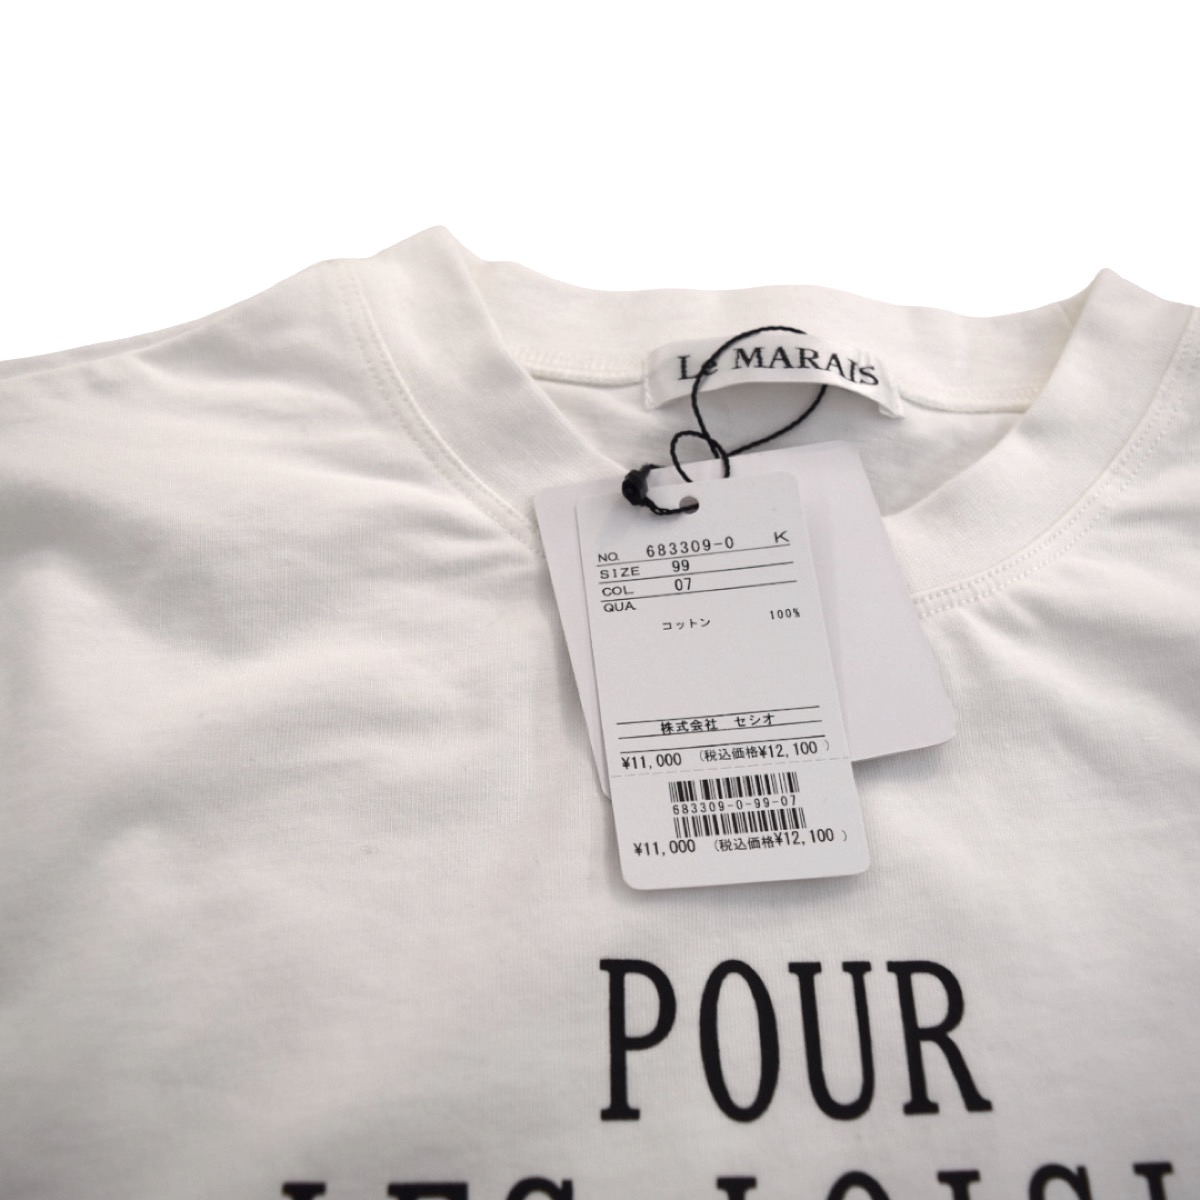 Le MARAIS
NO. 683309-0 K
SIZE 99
COL. 07
QUA.
コットン 100%
株式会社 セシオ
¥11,000 (税込価格¥12,100 )
683309-0-99-07
¥11,000 (税込価格¥12,100 )
POUR